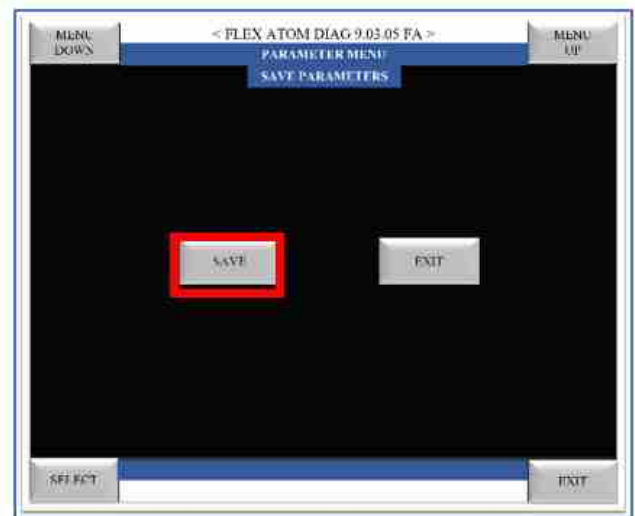 MENU
DOWN
< FLEX ATOM DIAG 9.03.05 FA >
MENU
UP
PARAMETER MENU
SAVE PARAMETERS
SAVE
EXIT
SELECT
EXIT